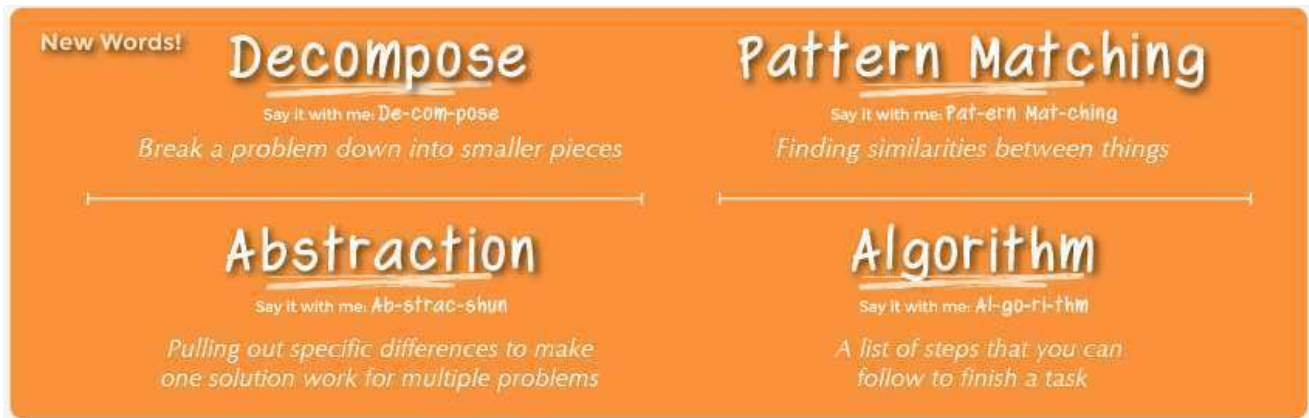 New Words!
Decompose
Say it with me: De-com-pose
Break a problem down into smaller pieces
Pattern Matching
Say it with me: Pat-ern Mat-ching
Finding similarities between things
Abstraction
Say it with me: Ab-strac-shun
Pulling out specific differences to make
one solution work for multiple problems
Algorithm
Say it with me: Al-go-ri-thm
A list of steps that you can
follow to finish a task